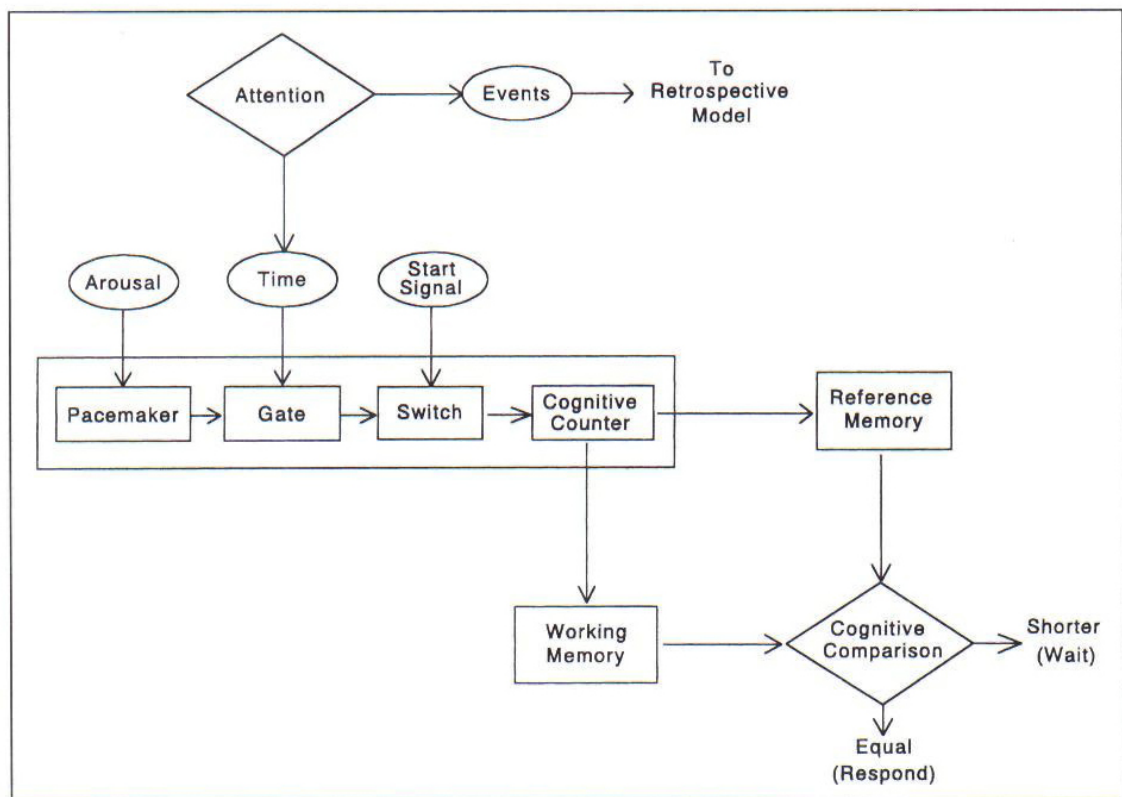 Attention
Events
To
Retrospective
Model
Arousal
Time
Start
Signal
Pacemaker
Gate
Switch
Cognitive
Counter
Reference
Memory
Working
Memory
Cognitive
Comparison
Shorter
(Wait)
Equal
(Respond)